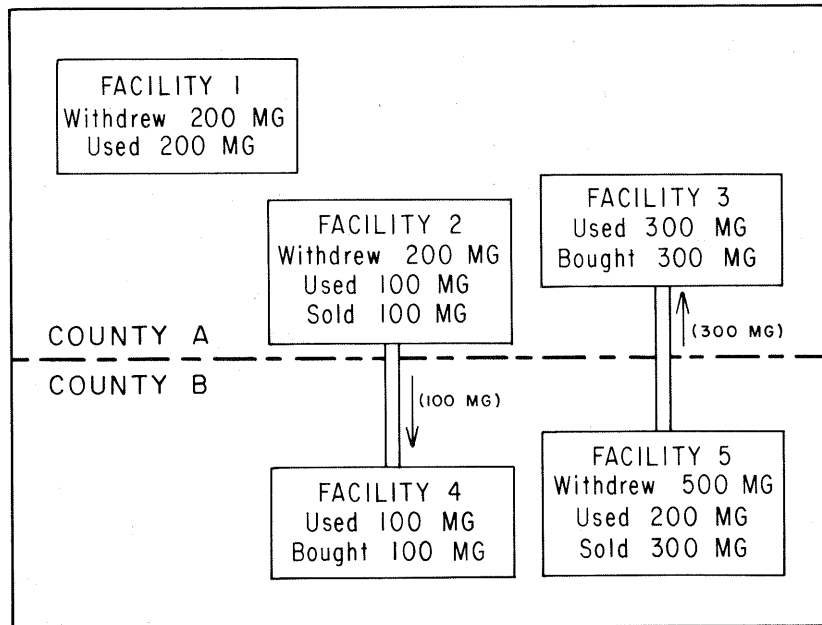 FACILITY 1
Withdrew 200 MG
Used 200 MG
FACILITY 2
Withdrew 200 MG
Used 100 MG
Sold 100 MG
FACILITY 3
Used 300 MG
Bought 300 MG
COUNTY A
(300 MG)
COUNTY B
(100 MG)
FACILITY 4
Used 100 MG
Bought 100 MG
FACILITY 5
Withdrew 500 MG
Used 200 MG
Sold 300 MG